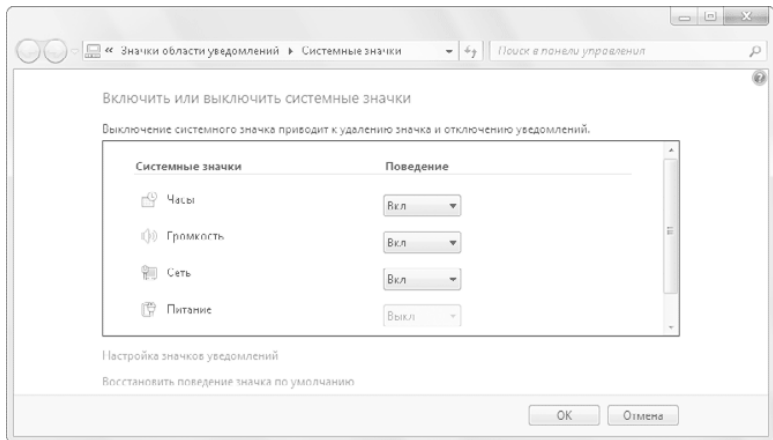 « Значки области уведомлений ▸ Системные значки Поиск в панели управления
Включить или выключить системные значки
Выключение системного значка приводит к удалению значка и отключению уведомлений.
Системные значки Поведение
Часы Вкл
Громкость Вкл
Сеть Вкл
Питание Выкл
Настройка значков уведомлений
Восстановить поведение значка по умолчанию
OK Отмена